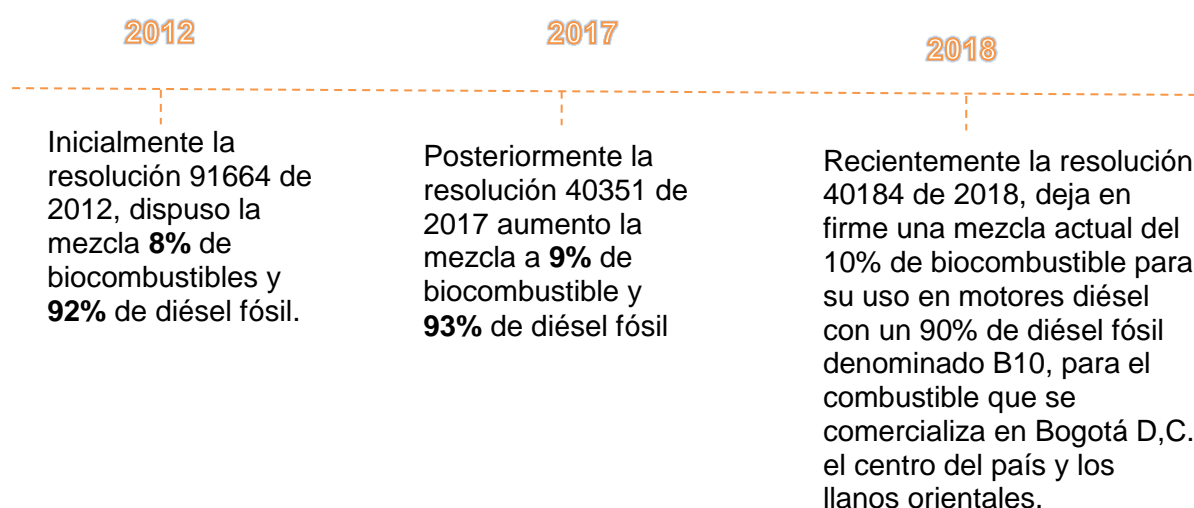 2012
Inicialmente la
resolución 91664 de
2012, dispuso la
mezcla 8% de
biocombustibles y
92% de diésel fósil.
2017
Posteriormente la
resolución 40351 de
2017 aumento la
mezcla a 9% de
biocombustible y
93% de diésel fósil
2018
Recientemente la resolución
40184 de 2018, deja en
firme una mezcla actual del
10% de biocombustible para
su uso en motores diésel
con un 90% de diésel fósil
denominado B10, para el
combustible que se
comercializa en Bogotá D,C.
el centro del país y los
llanos orientales.